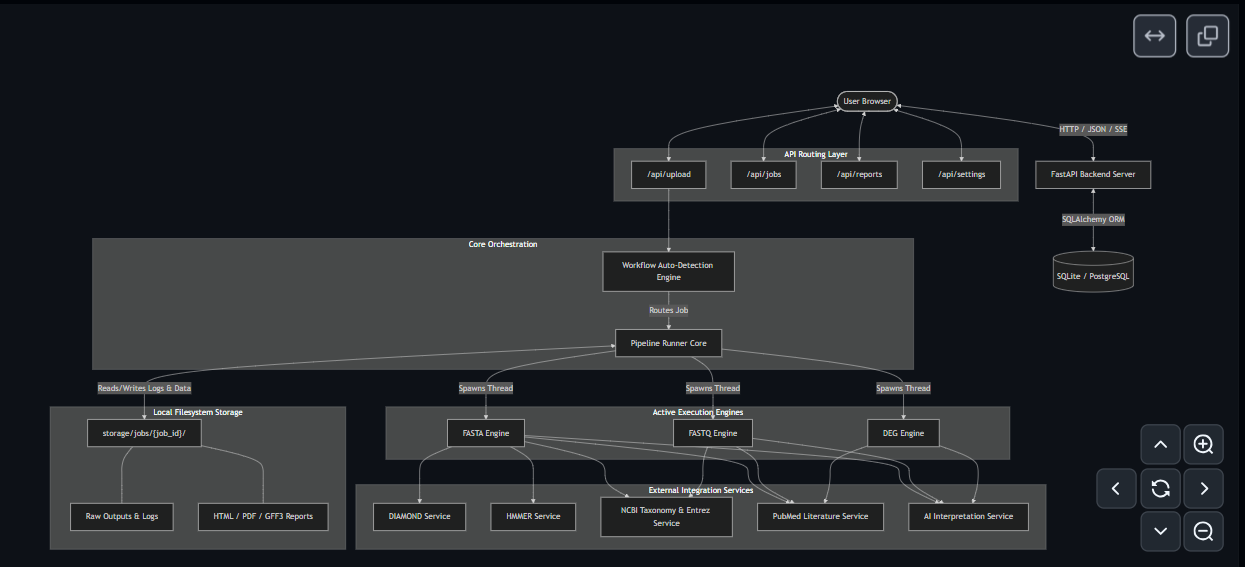 User Browser
HTTP / JSON / SSE
API Routing Layer
/api/upload
/api/jobs
/api/reports
/api/settings
FastAPI Backend Server
SQLAlchemy ORM
SQLite / PostgreSQL
Core Orchestration
Workflow Auto-Detection
Engine
Routes Job
Pipeline Runner Core
Reads/Writes Logs & Data
Spawns Thread
Spawns Thread
Spawns Thread
Local Filesystem Storage
storage/jobs/{job_id}/
Raw Outputs & Logs
HTML / PDF / GFF3 Reports
Active Execution Engines
FASTA Engine
FASTQ Engine
DEG Engine
External Integration Services
DIAMOND Service
HMMER Service
NCBI Taxonomy & Entrez
Service
PubMed Literature Service
AI Interpretation Service